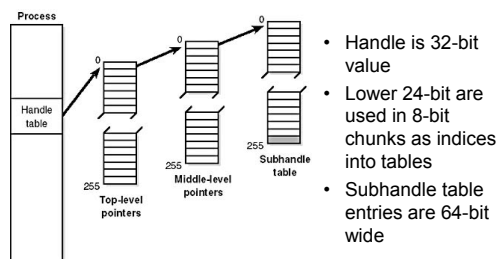 Process
Handle
table
0
255
Top-level
pointers
0
Middle-level
pointers
0
255
Subhandle
table
• Handle is 32-bit
value
• Lower 24-bit are
used in 8-bit
chunks as indices
into tables
• Subhandle table
entries are 64-bit
wide